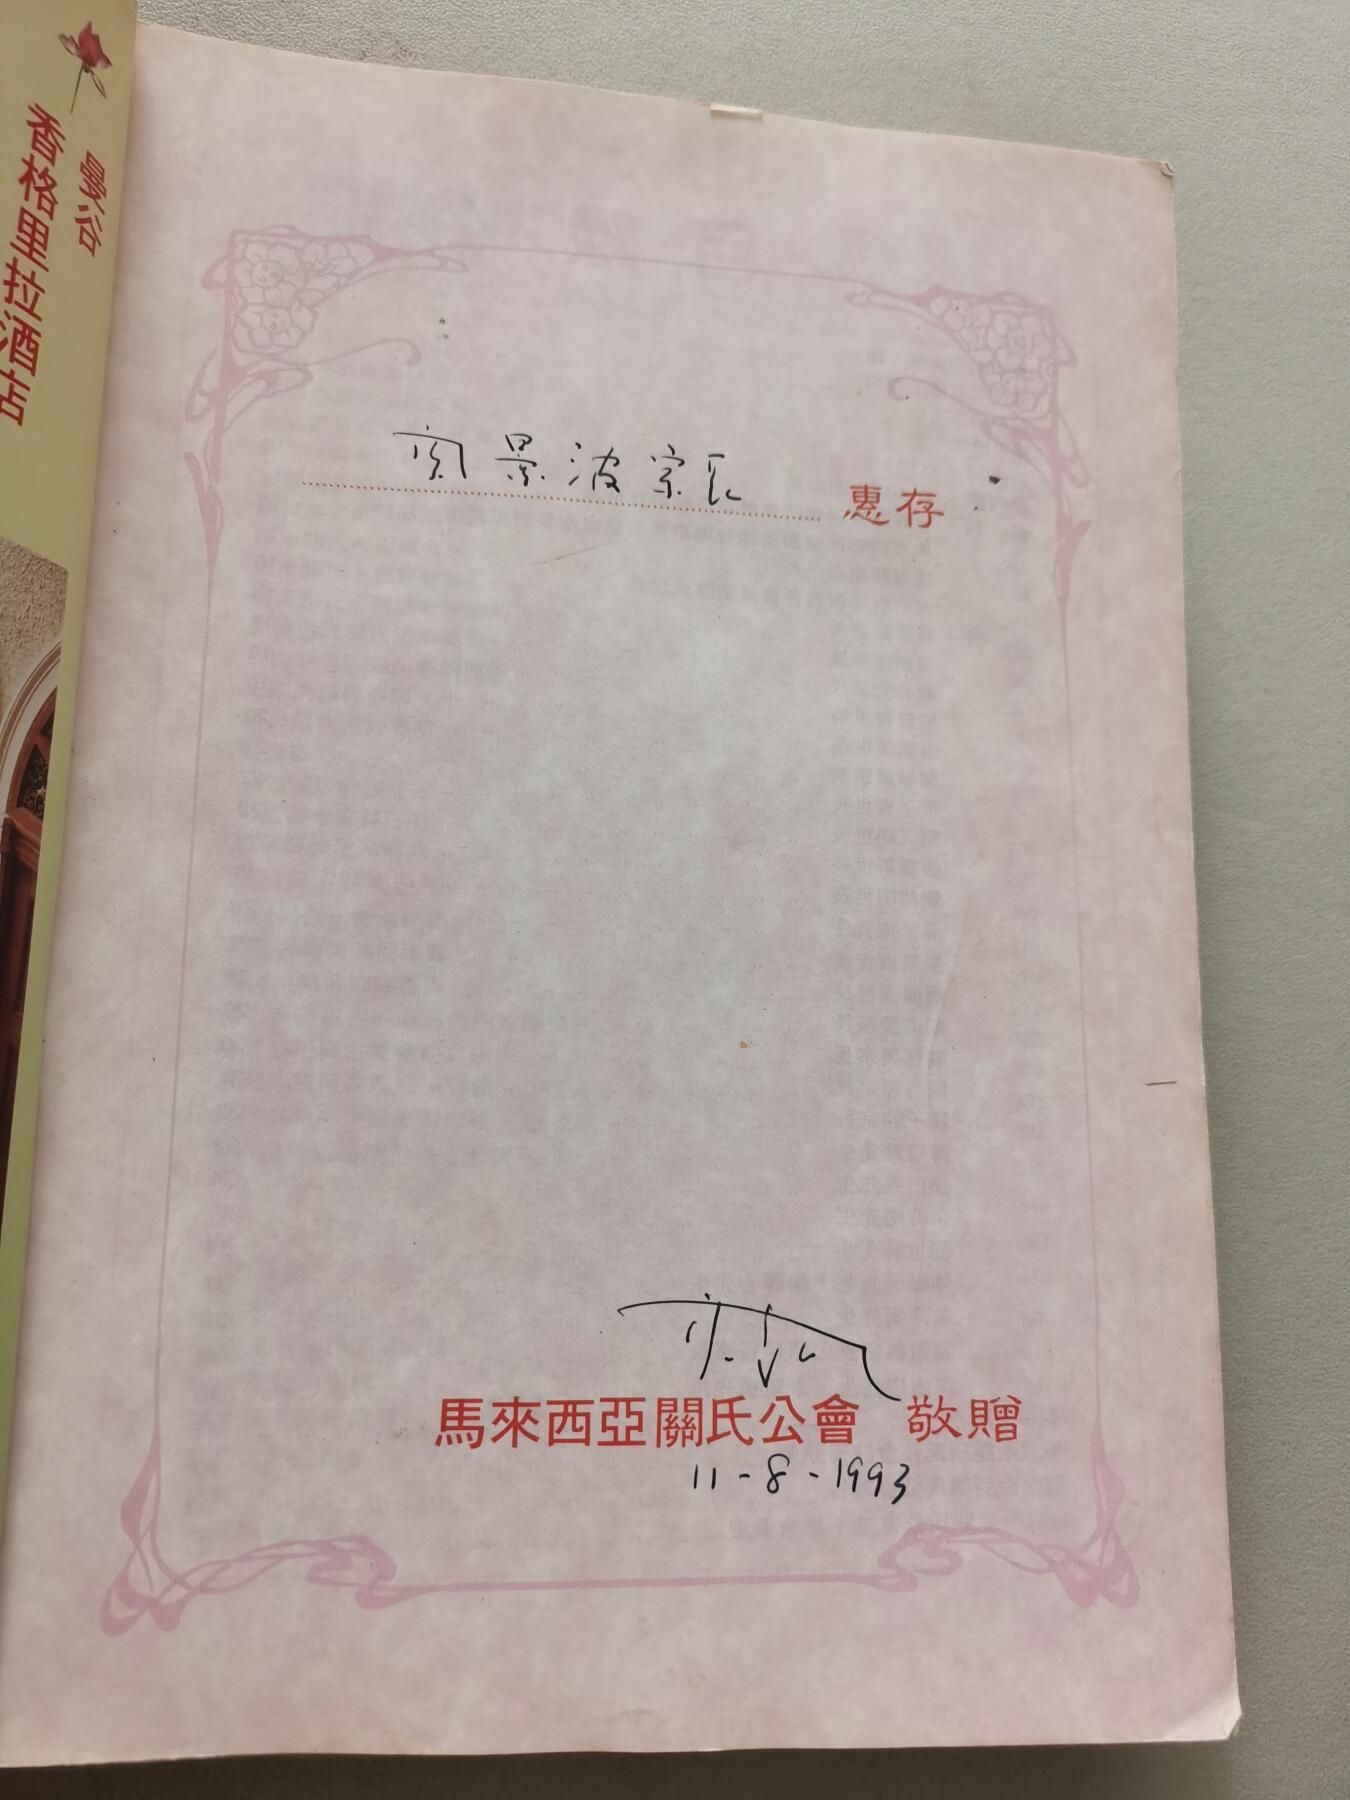 曼谷
香格里拉酒店
景波宗長 惠存
馬來西亞關氏公會 敬贈
11-8-1993